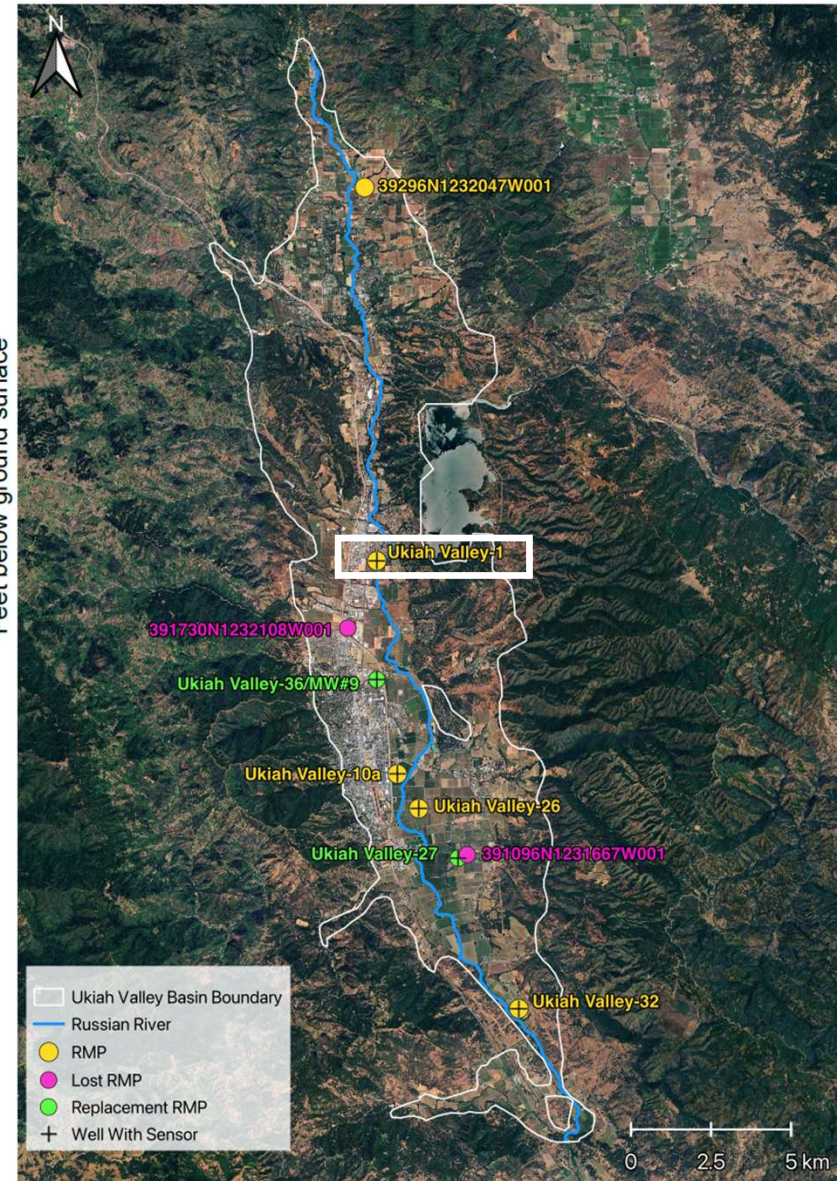 N
Feet below ground surface
39296N1232047W001
Ukiah Valley-1
391730N1232108W001
Ukiah Valley-36/MW#9
Ukiah Valley-10a
Ukiah Valley-26
Ukiah Valley-27
391096N1231667W001
Ukiah Valley-32
Ukiah Valley Basin Boundary
Russian River
RMP
Lost RMP
Replacement RMP
Well With Sensor
0 2.5 5 km